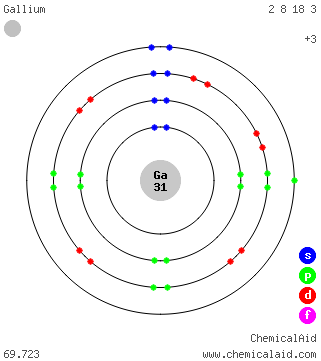 Gallium
2 8 18 3
+3
Ga
31
s
p
d
f
ChemicalAid
69.723
www.chemicalaid.com